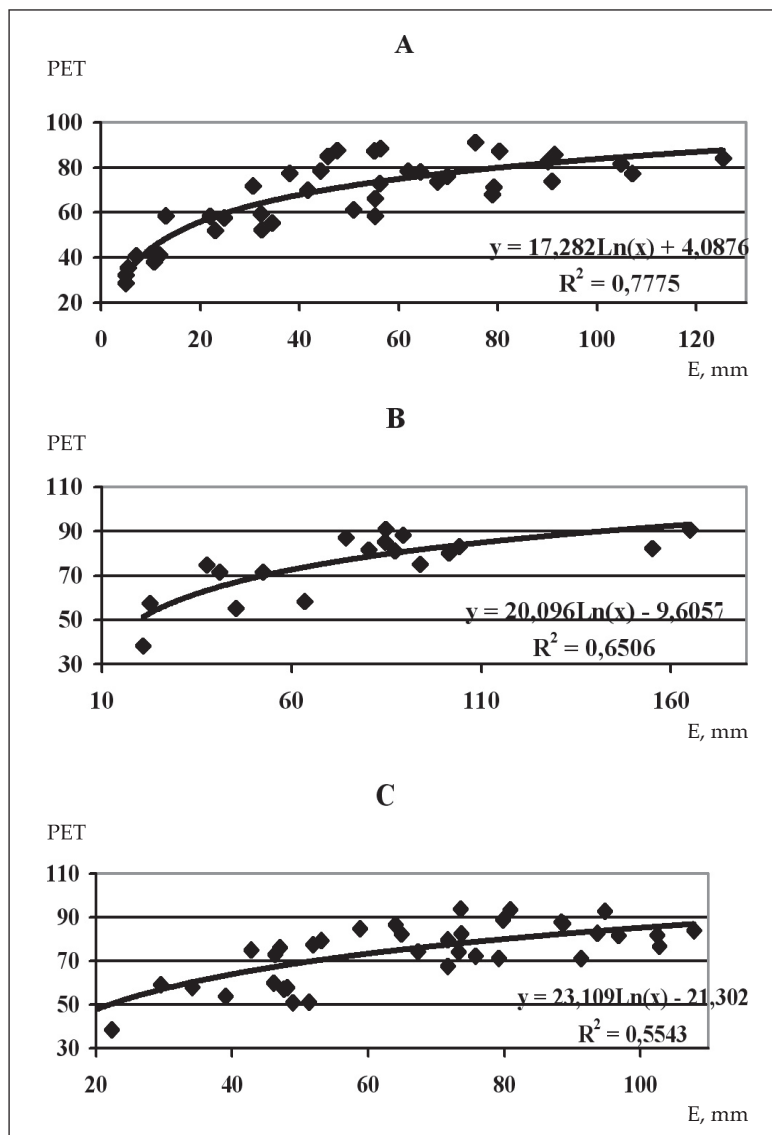 A
PET
100
80
60
40
20
y = 17,282Ln(x) + 4,0876
R² = 0,7775
0 20 40 60 80 100 120
E, mm
B
PET
110
90
70
50
30
y = 20,096Ln(x) - 9,6057
R² = 0,6506
10 60 110 160
E, mm
C
PET
110
90
70
50
30
y = 23,109Ln(x) - 21,302
R² = 0,5543
20 40 60 80 100
E, mm